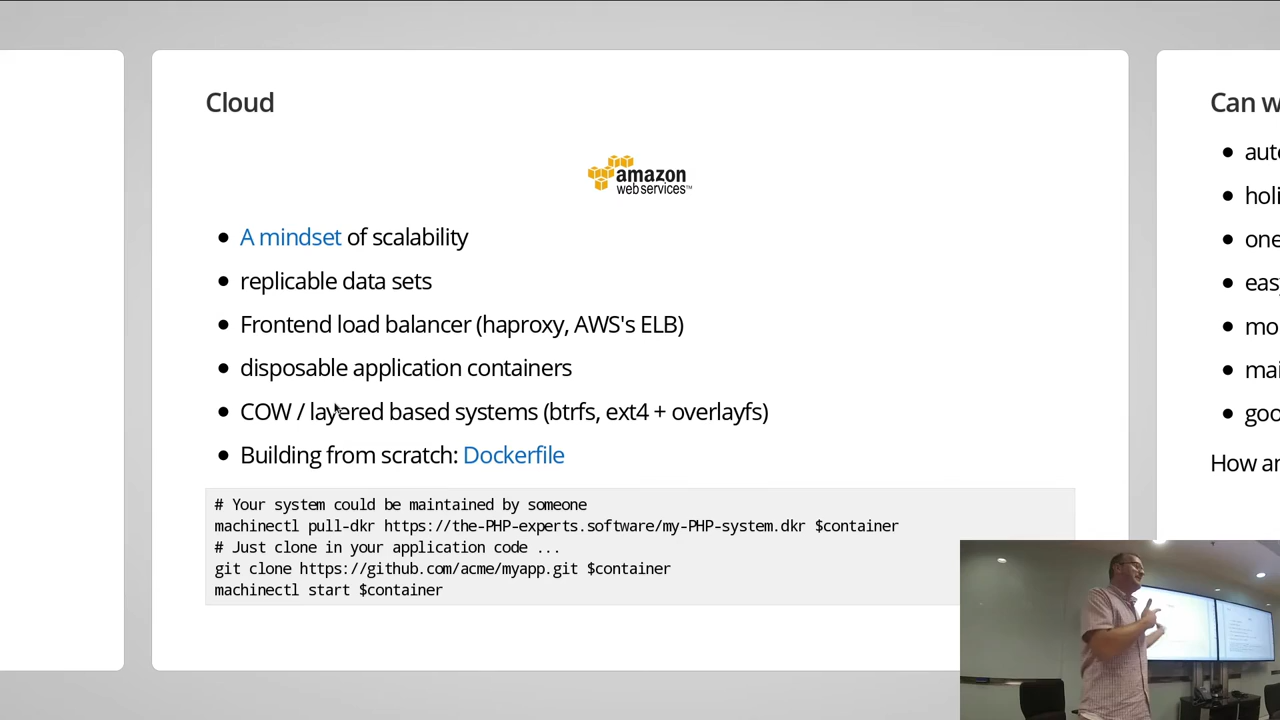 Cloud
amazon
web services™
A mindset of scalability
replicable data sets
Frontend load balancer (haproxy, AWS's ELB)
disposable application containers
COW / layered based systems (btrfs, ext4 + overlayfs)
Building from scratch: Dockerfile
# Your system could be maintained by someone
machinectl pull-dkr https://the-PHP-experts.software/my-PHP-system.dkr $container
# Just clone in your application code ...
git clone https://github.com/acme/myapp.git $container
machinectl start $container
Can w
aut
holi
one
easy
mo
mai
goo
How ar